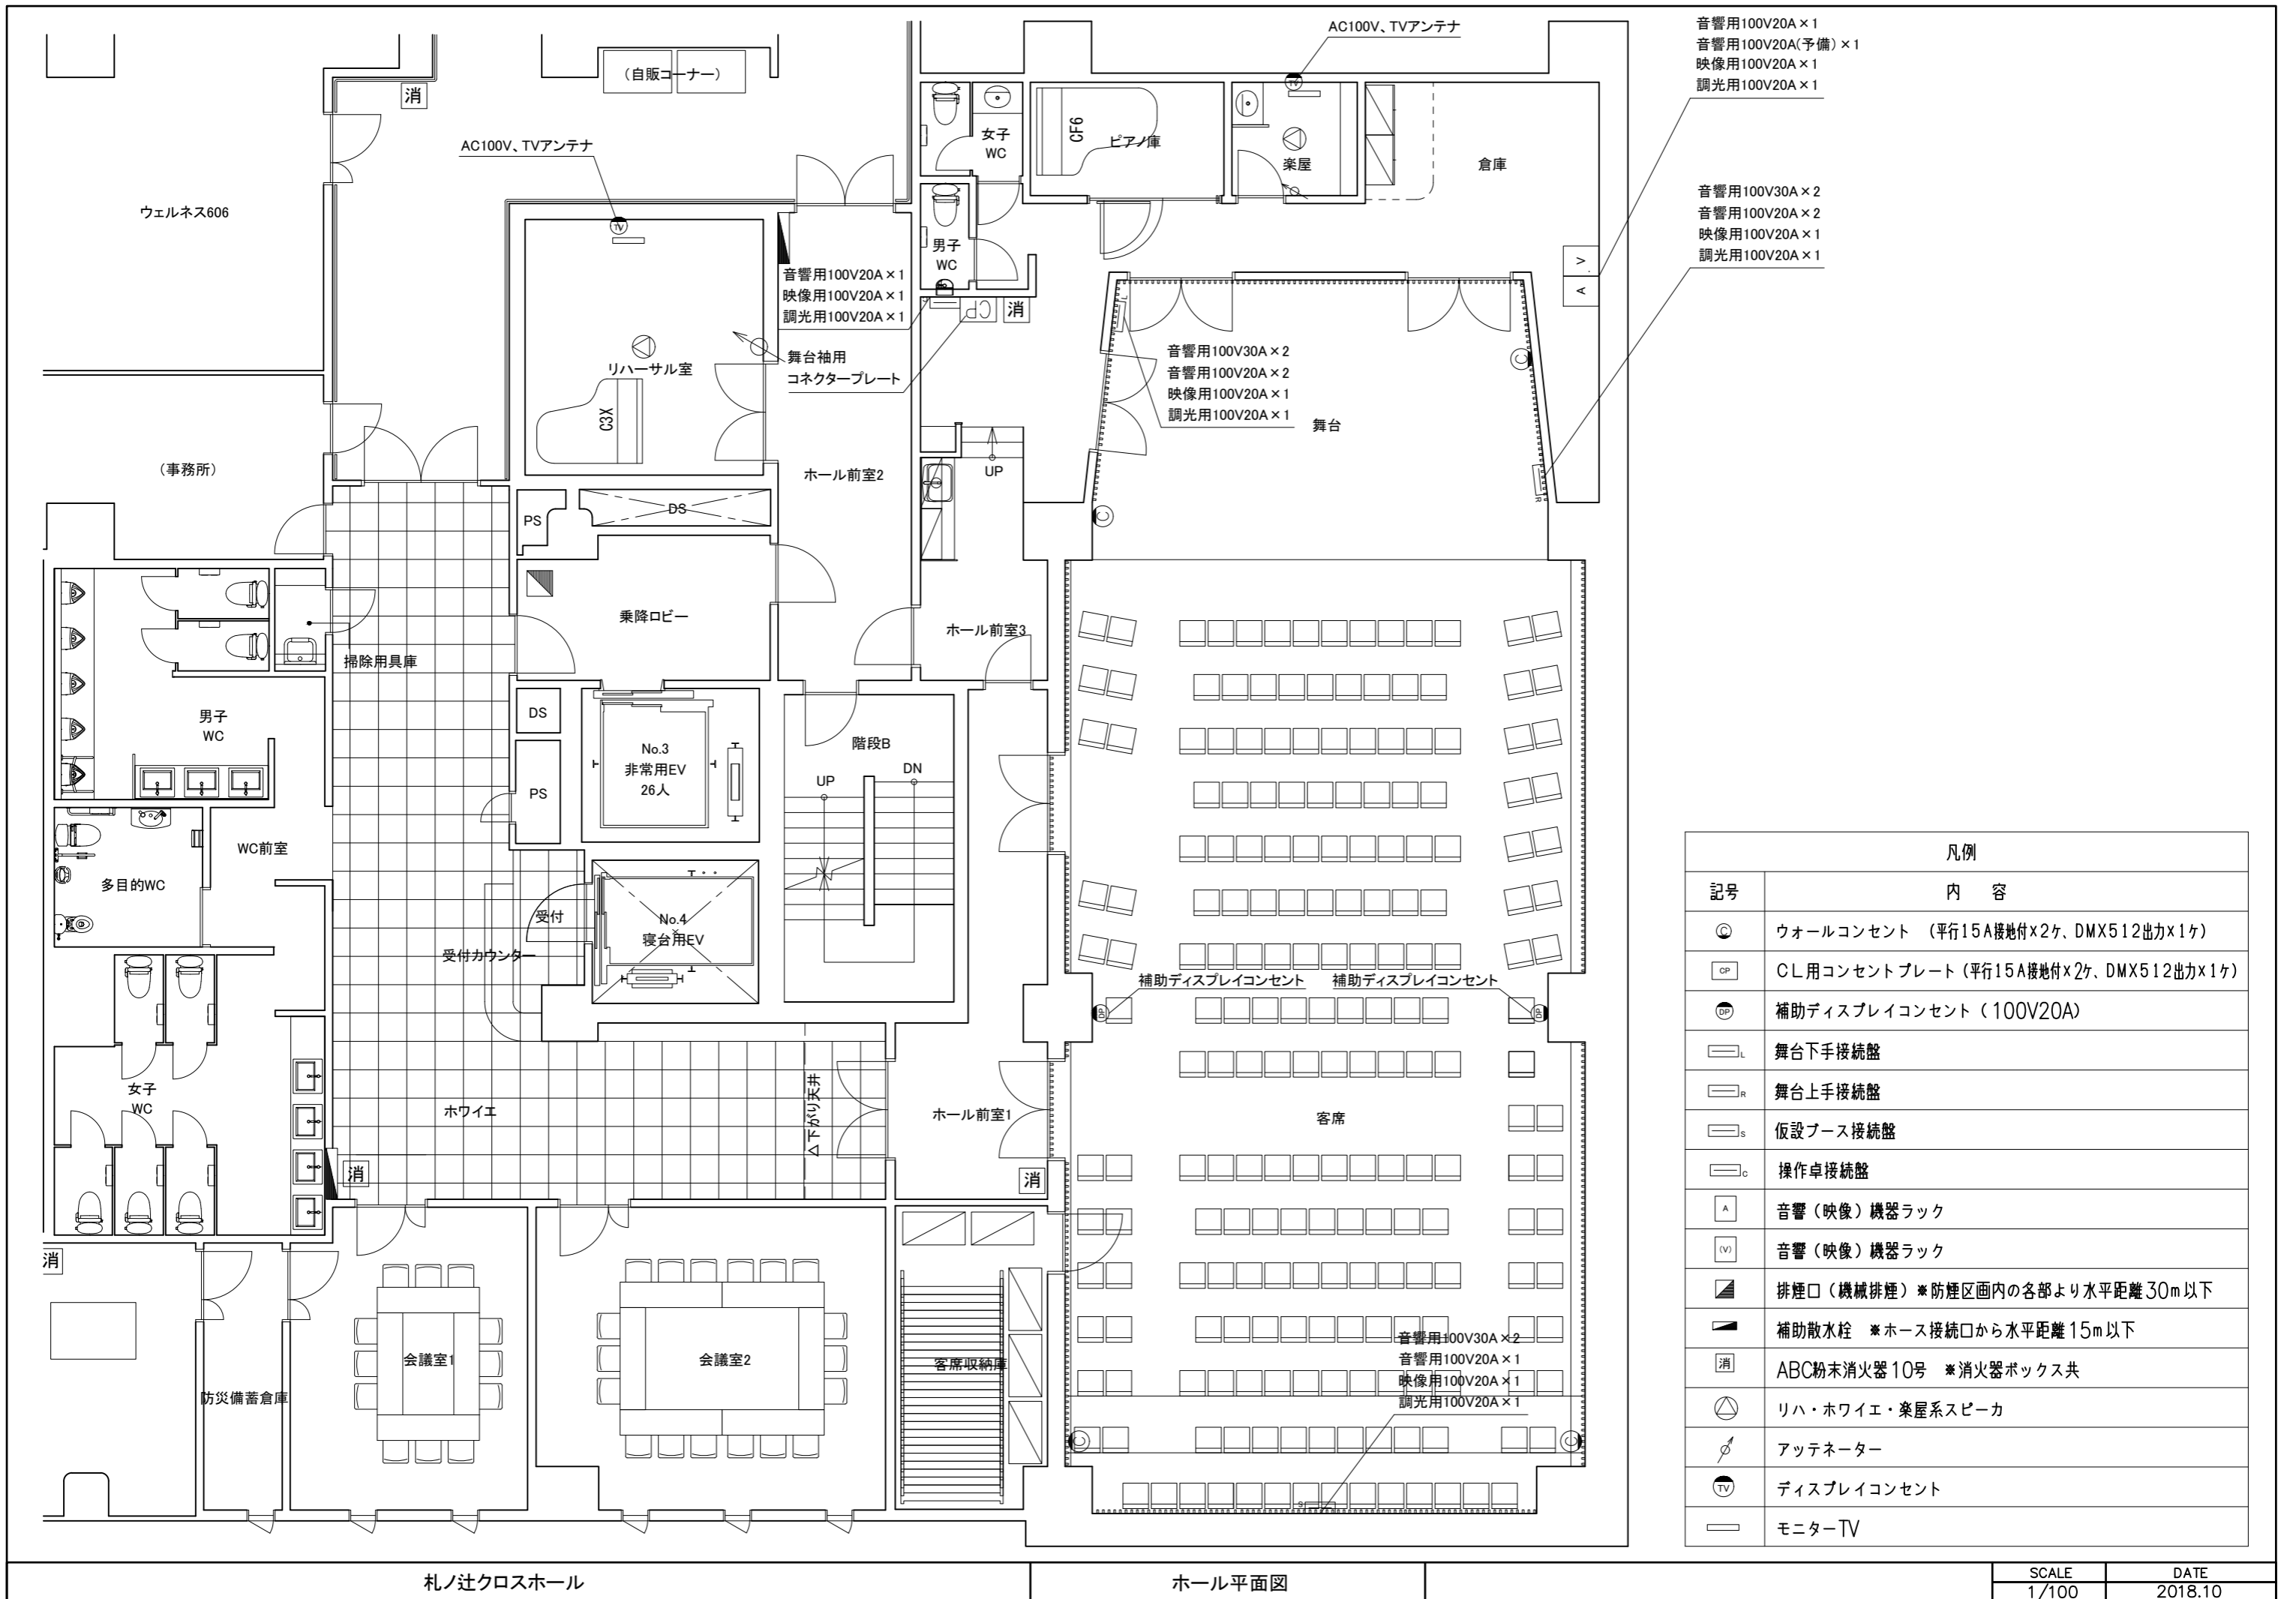 AC100V、TVアンテナ
音響用100V20A×1
音響用100V20A(予備)×1
映像用100V20A×1
調光用100V20A×1
(自販コーナー)
消
女子
WC
CF6
ピアノ庫
TV
楽屋
倉庫
AC100V、TVアンテナ
ウェルネス606
TV
男子
WC
音響用100V30A×2
音響用100V20A×2
映像用100V20A×1
調光用100V20A×1
V
A
音響用100V20A×1
映像用100V20A×1
調光用100V20A×1
CP
消
L
リハーサル室
C3X
舞台袖用
コネクタープレート
音響用100V30A×2
音響用100V20A×2
映像用100V20A×1
調光用100V20A×1
舞台
C
(事務所)
ホール前室2
UP
R
PS
DS
C
乗降ロビー
ホール前室3
掃除用具庫
男子
WC
DS
No.3
非常用EV
26人
PS
階段B
UP
DN
WC前室
多目的WC
受付
受付カウンター
No.4
寝台用EV
補助ディスプレイコンセント
補助ディスプレイコンセント
DP
DP
女子
WC
ホワイエ
△下がり天井
ホール前室1
客席
消
消
消
会議室1
会議室2
客席収納庫
防災備蓄倉庫
音響用100V30A×2
音響用100V20A×1
映像用100V20A×1
調光用100V20A×1
C
C
S
凡例
記号
内 容
C
ウォールコンセント (平行15A接地付×2ケ、DMX512出力×1ケ)
CP
CL用コンセントプレート(平行15A接地付×2ケ、DMX512出力×1ケ)
DP
補助ディスプレイコンセント(100V20A)
L
舞台下手接続盤
R
舞台上手接続盤
S
仮設ブース接続盤
C
操作卓接続盤
A
音響(映像)機器ラック
(V)
音響(映像)機器ラック
排煙口(機械排煙)※防煙区画内の各部より水平距離30m以下
補助散水栓 ※ホース接続口から水平距離15m以下
消
ABC粉末消火器10号 ※消火器ボックス共
リハ・ホワイエ・楽屋系スピーカ
アッテネーター
TV
ディスプレイコンセント
モニターTV
札ノ辻クロスホール
ホール平面図
SCALE
1/100
DATE
2018.10